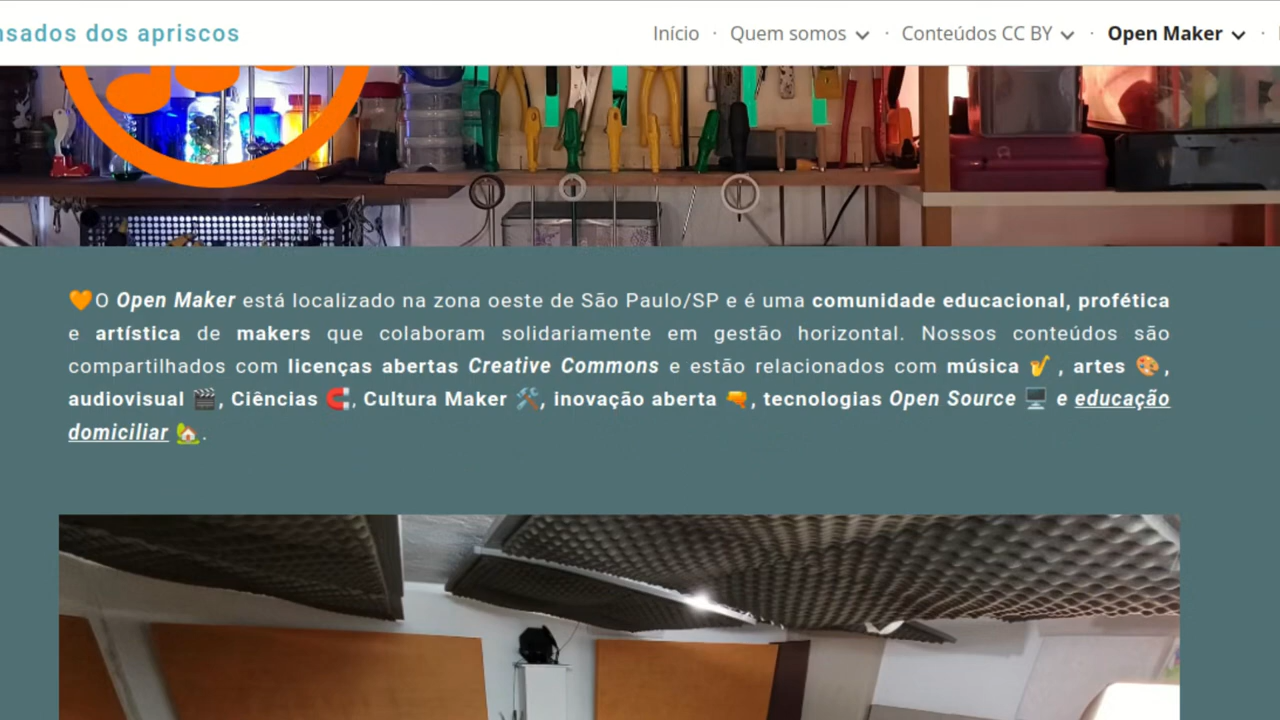 dos apriscos
Início · Quem somos · Conteúdos CC BY · Open Maker ·
🧡O Open Maker está localizado na zona oeste de São Paulo/SP e é uma comunidade educacional, profética
e artística de makers que colaboram solidariamente em gestão horizontal. Nossos conteúdos são
compartilhados com licenças abertas Creative Commons e estão relacionados com música 🎷, artes 🎨,
audiovisual 🎬, Ciências 🧲, Cultura Maker 🛠️, inovação aberta 🔫, tecnologias Open Source 🖥️ e educação
domiciliar 🏡.